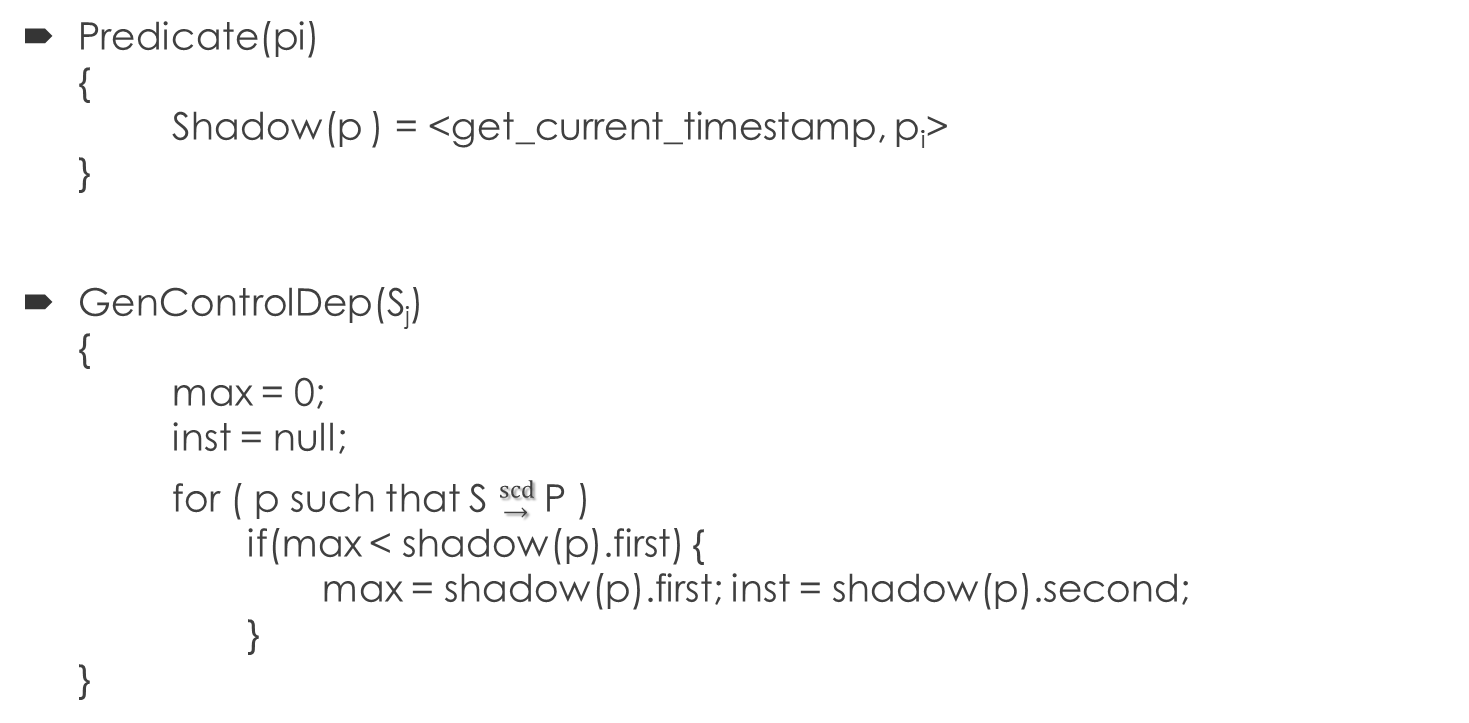 Predicate(pi)
{
Shadow(p ) = <get_current_timestamp, pᵢ>
}
GenControlDep(Sⱼ)
{
max = 0;
inst = null;
for ( p such that S scd→ P )
if(max < shadow(p).first) {
max = shadow(p).first; inst = shadow(p).second;
}
}